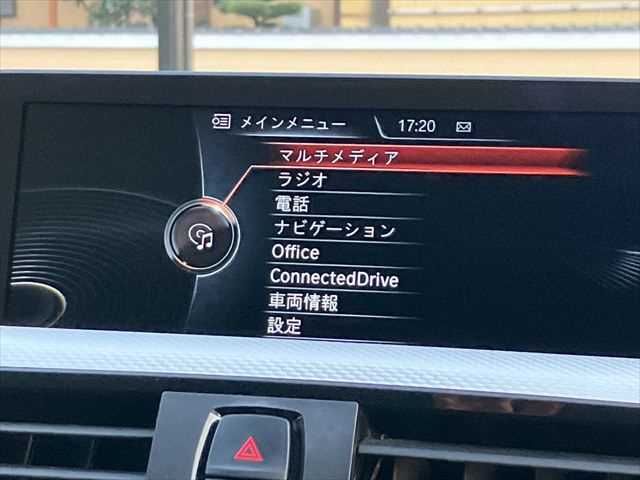 メインメニュー 17:20
マルチメディア
ラジオ
電話
ナビゲーション
Office
ConnectedDrive
車両情報
設定